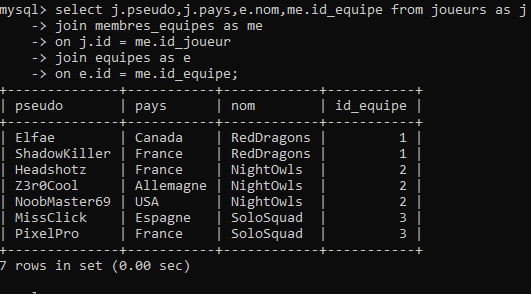 mysql> select j.pseudo,j.pays,e.nom,me.id_equipe from joueurs as j
    -> join membres_equipes as me
    -> on j.id = me.id_joueur
    -> join equipes as e
    -> on e.id = me.id_equipe;
+--------------+-----------+------------+-----------+
| pseudo       | pays      | nom        | id_equipe |
+--------------+-----------+------------+-----------+
| Elfae        | Canada    | RedDragons |         1 |
| ShadowKiller | France    | RedDragons |         1 |
| Headshotz    | France    | NightOwls  |         2 |
| Z3r0Cool     | Allemagne | NightOwls  |         2 |
| NoobMaster69 | USA       | NightOwls  |         2 |
| MissClick    | Espagne   | SoloSquad  |         3 |
| PixelPro     | France    | SoloSquad  |         3 |
+--------------+-----------+------------+-----------+
7 rows in set (0.00 sec)